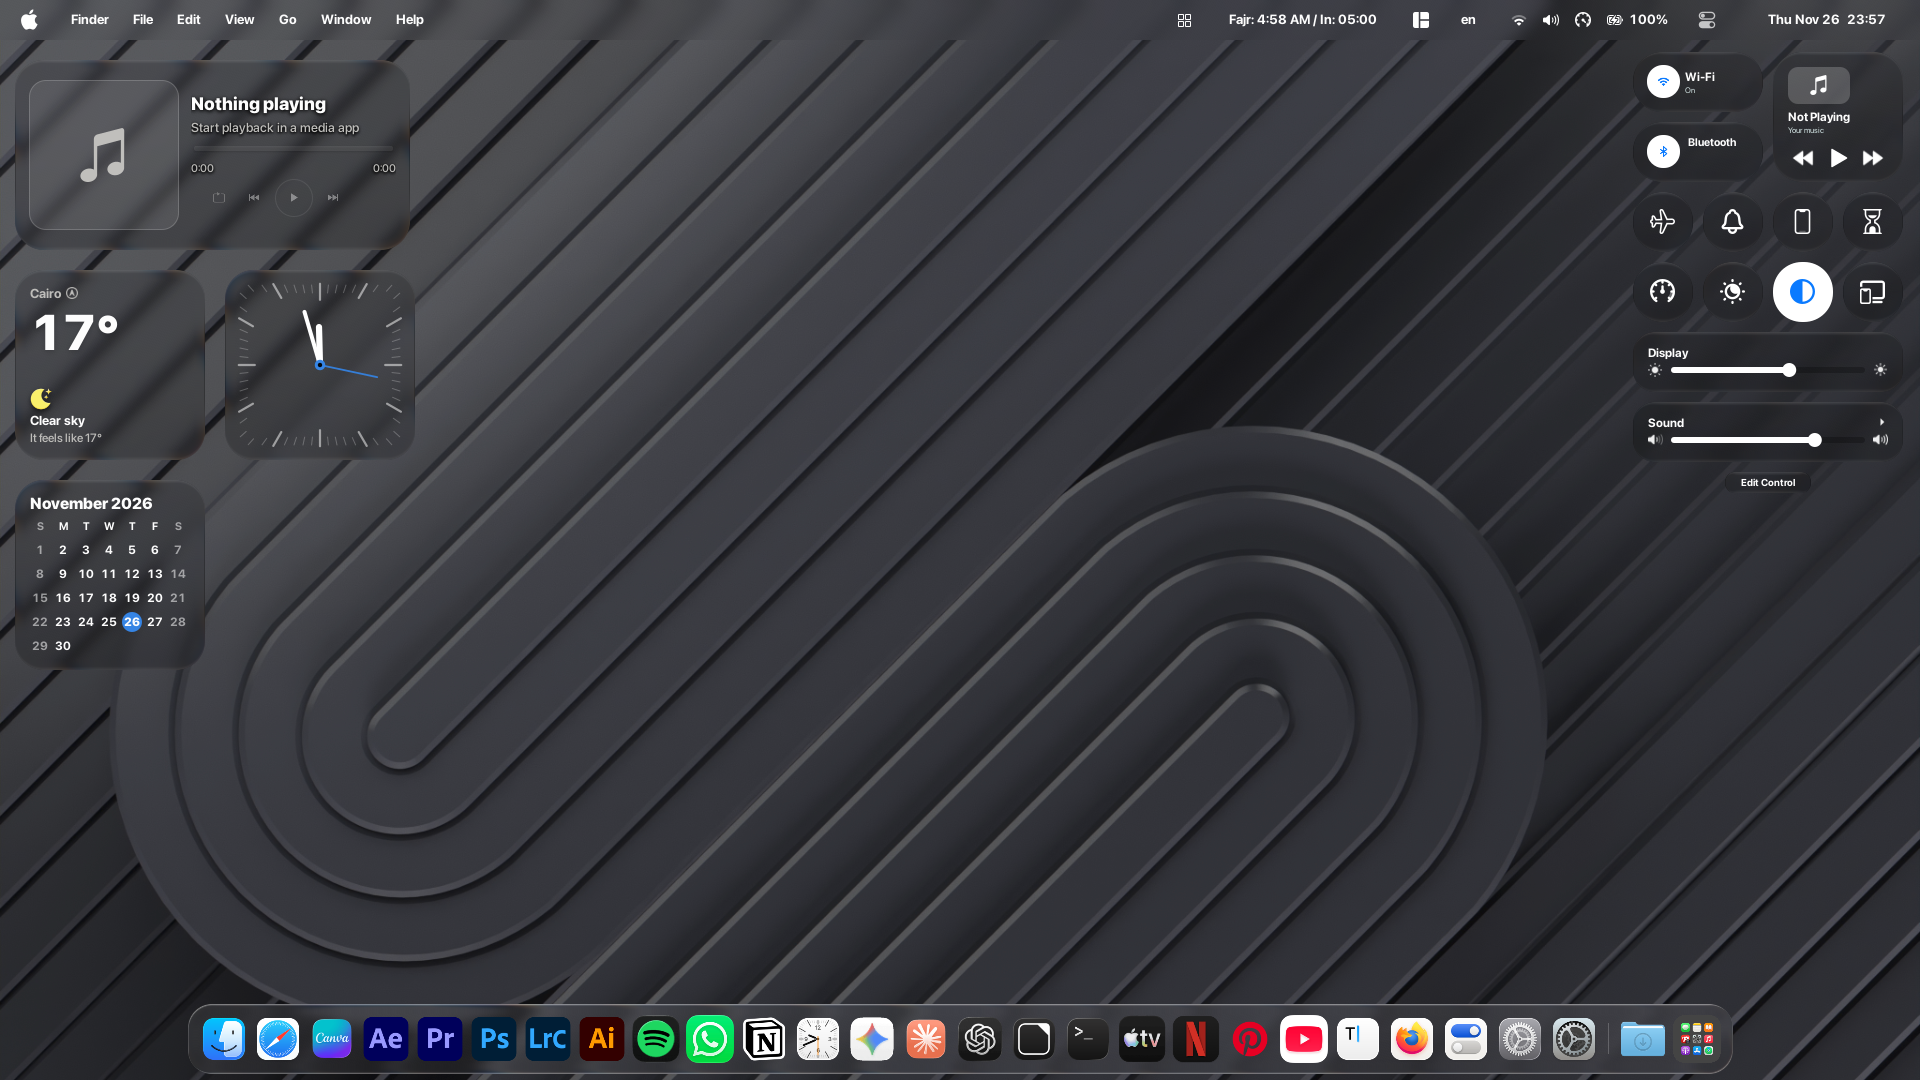 Finder File Edit View Go Window Help
Fajr: 4:58 AM / In: 05:00 en 100% Thu Nov 26 23:57
Nothing playing
Start playback in a media app
0:00 0:00
Cairo
17°
Clear sky
It feels like 17°
November 2026
S M T W T F S
1 2 3 4 5 6 7
8 9 10 11 12 13 14
15 16 17 18 19 20 21
22 23 24 25 26 27 28
29 30
Wi-Fi
On
Bluetooth
Not Playing
Your music
Display
Sound
Edit Control
Canva Ae Pr Ps LrC Ai N 12 >_ tv N T